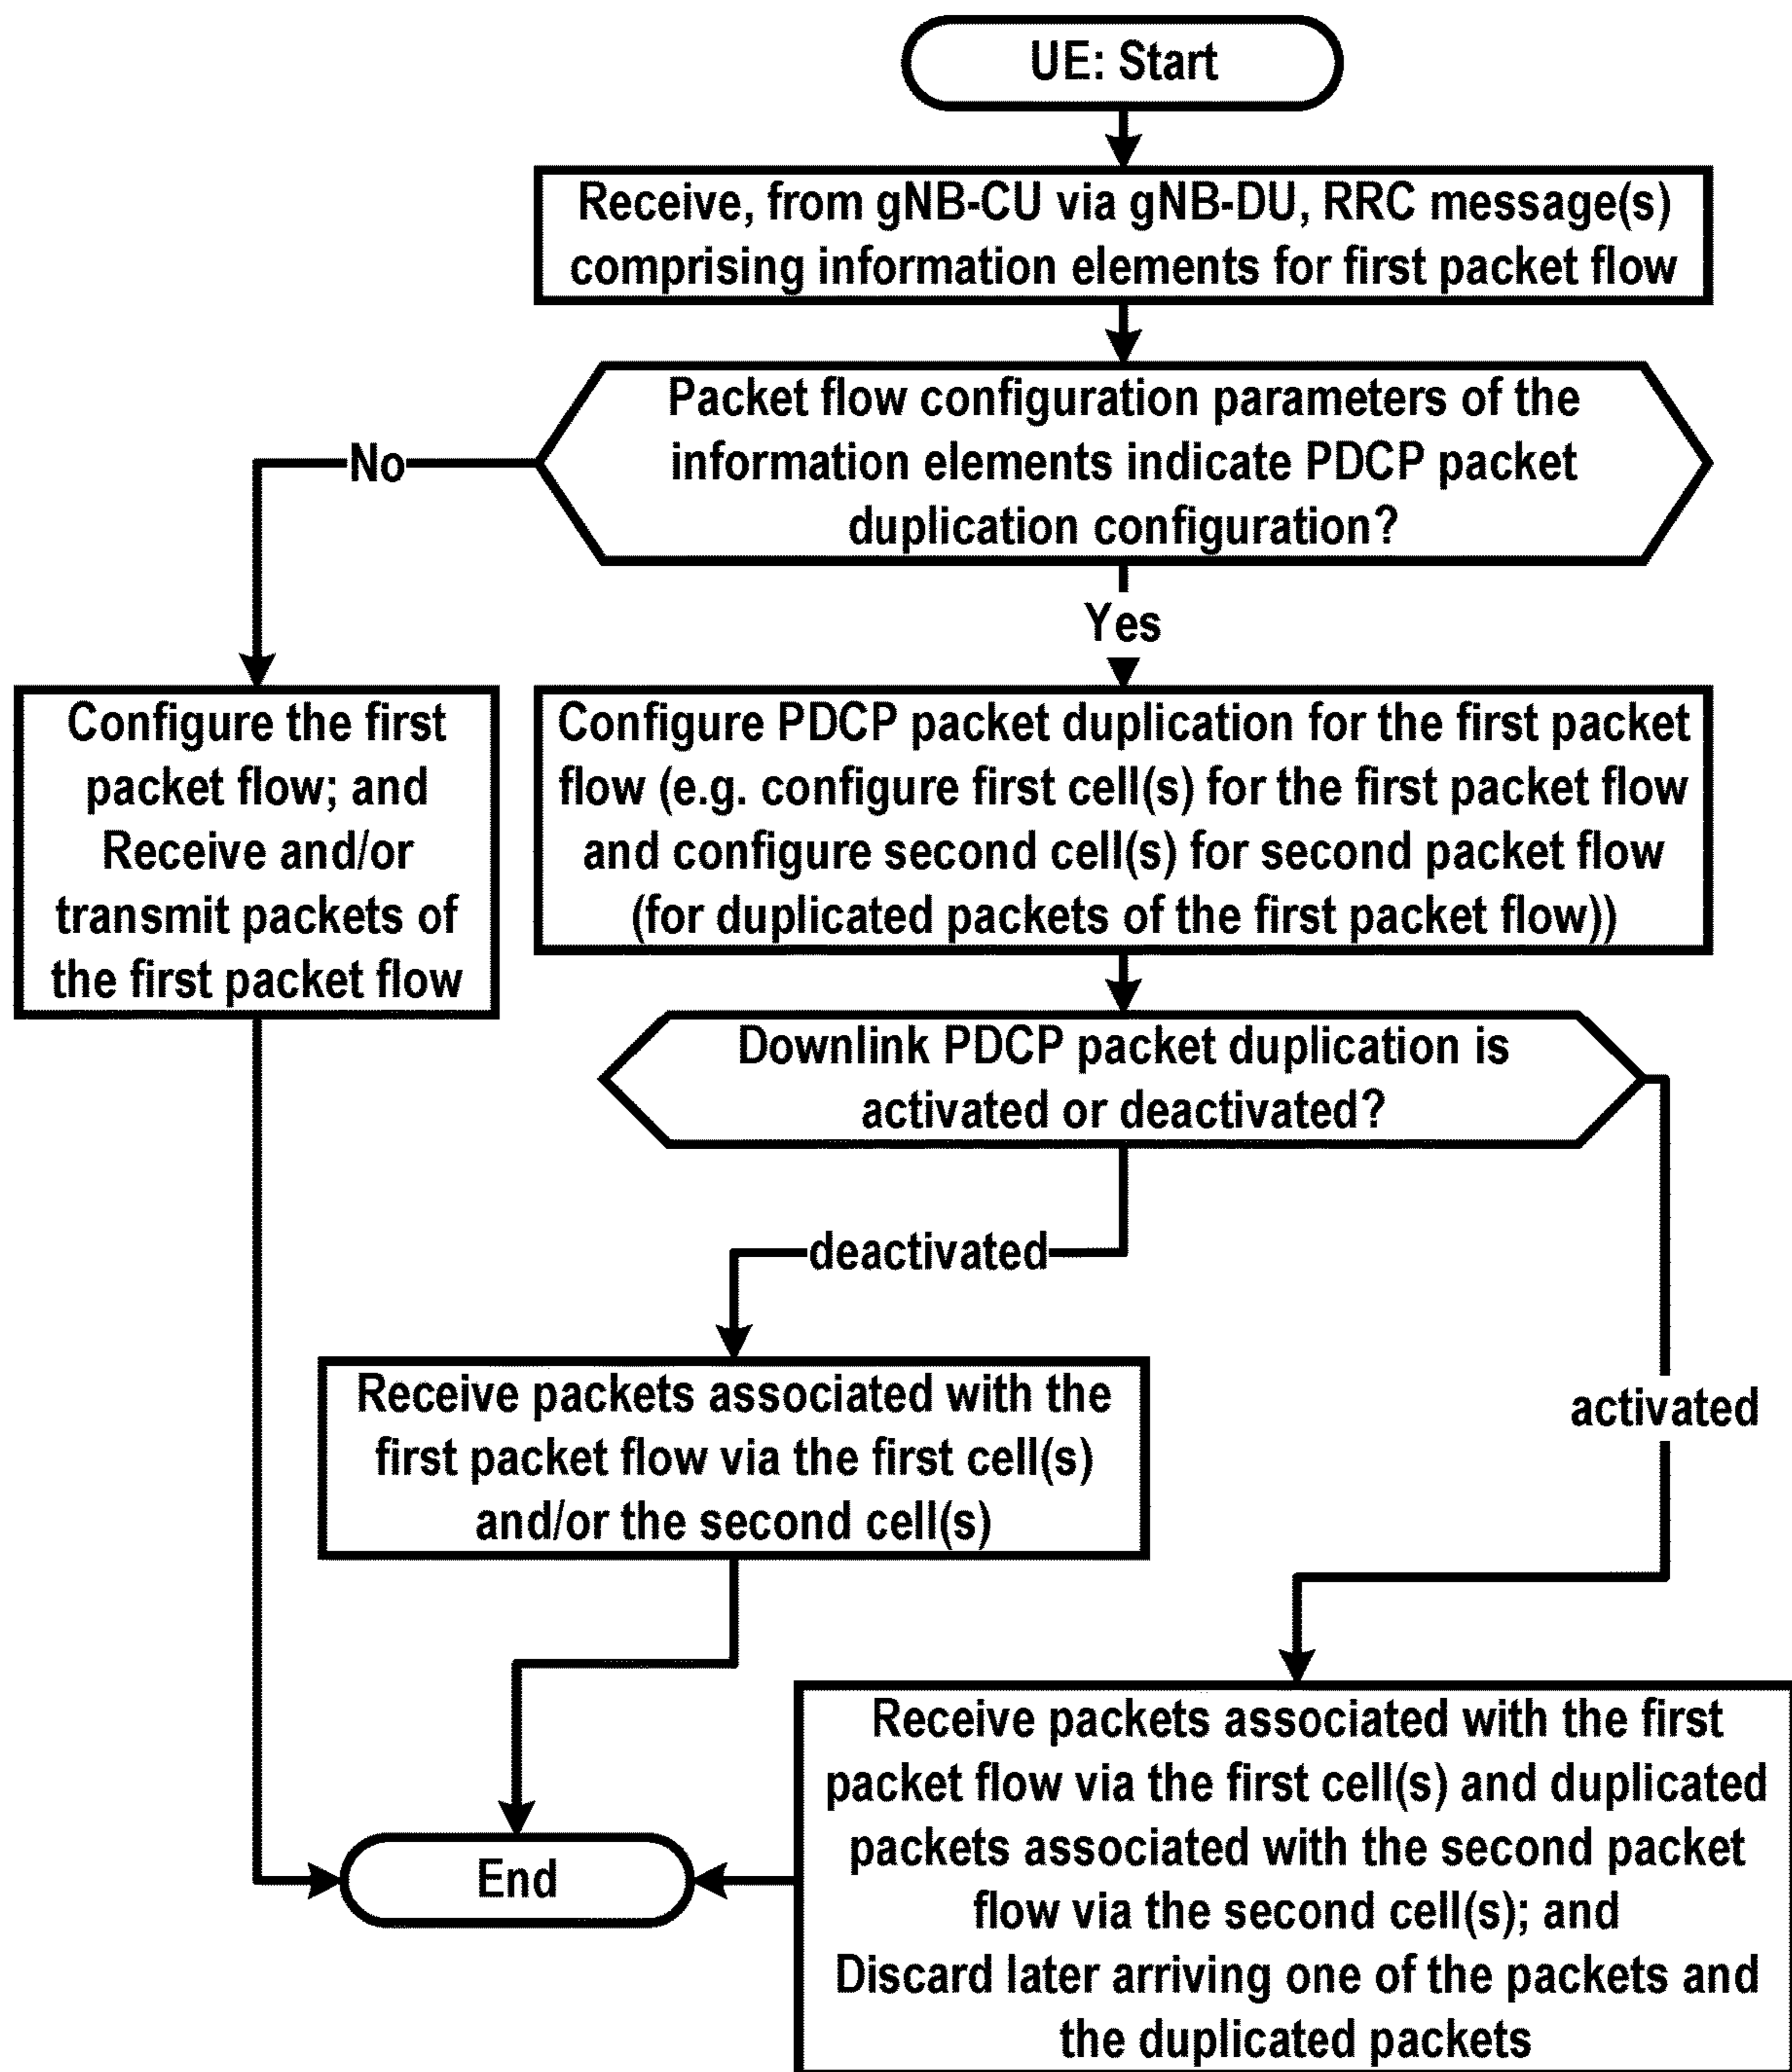 UE: Start
Receive, from gNB-CU via gNB-DU, RRC message(s)
comprising information elements for first packet flow
Packet flow configuration parameters of the
information elements indicate PDCP packet
duplication configuration?
No
Yes
Configure the first
packet flow; and
Receive and/or
transmit packets of
the first packet flow
Configure PDCP packet duplication for the first packet
flow (e.g. configure first cell(s) for the first packet flow
and configure second cell(s) for second packet flow
(for duplicated packets of the first packet flow))
Downlink PDCP packet duplication is
activated or deactivated?
deactivated
activated
Receive packets associated with the
first packet flow via the first cell(s)
and/or the second cell(s)
Receive packets associated with the first
packet flow via the first cell(s) and duplicated
packets associated with the second packet
flow via the second cell(s); and
Discard later arriving one of the packets and
the duplicated packets
End